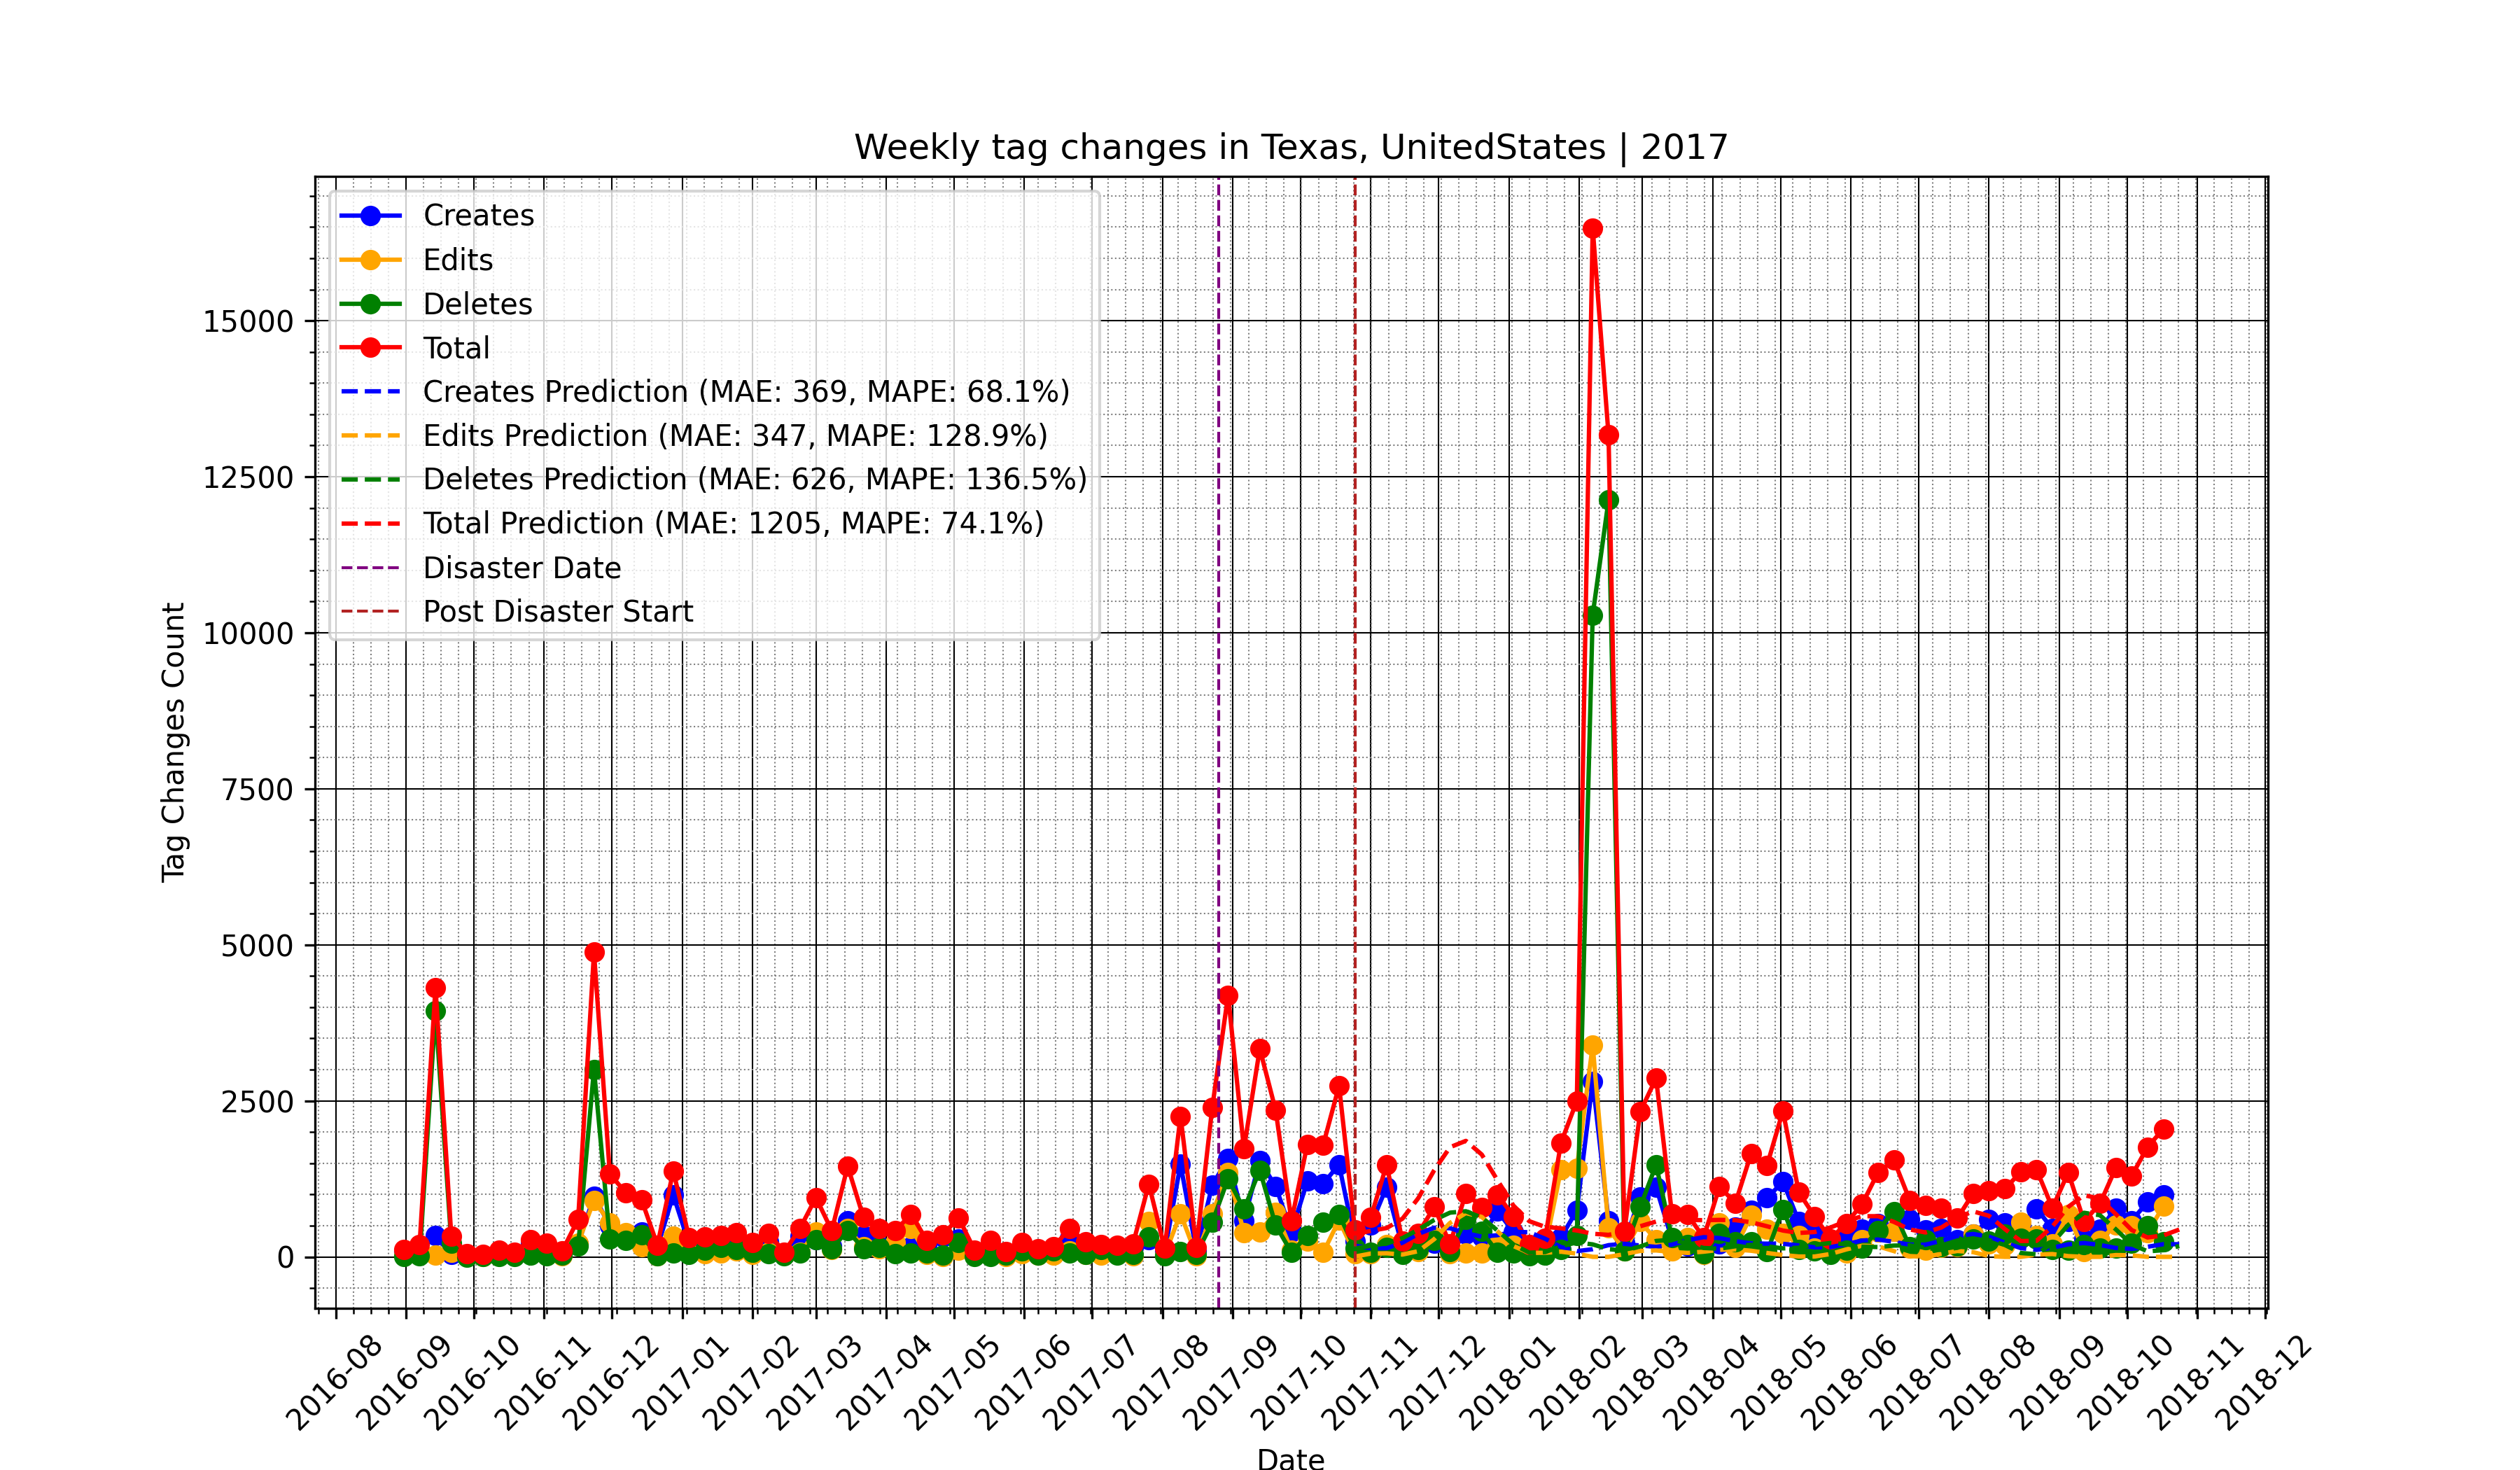 Weekly tag changes in Texas, UnitedStates | 2017
Creates
Edits
Deletes
Total
Creates Prediction (MAE: 369, MAPE: 68.1%)
Edits Prediction (MAE: 347, MAPE: 128.9%)
Deletes Prediction (MAE: 626, MAPE: 136.5%)
Total Prediction (MAE: 1205, MAPE: 74.1%)
Disaster Date
Post Disaster Start
Tag Changes Count
15000
12500
10000
7500
5000
2500
0
2016-08
2016-09
2016-10
2016-11
2016-12
2017-01
2017-02
2017-03
2017-04
2017-05
2017-06
2017-07
2017-08
2017-09
2017-10
2017-11
2017-12
2018-01
2018-02
2018-03
2018-04
2018-05
2018-06
2018-07
2018-08
2018-09
2018-10
2018-11
2018-12
Date